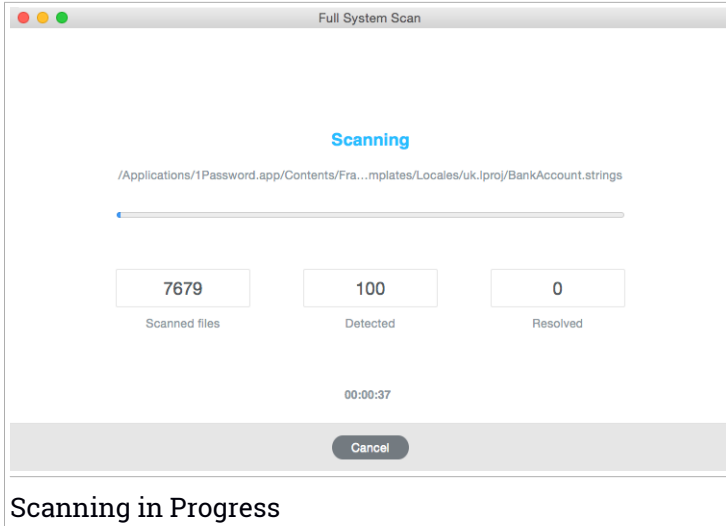 Full System Scan
Scanning
/Applications/1Password.app/Contents/Fra...mplates/Locales/uk.lproj/BankAccount.strings
7679
100
0
Scanned files
Detected
Resolved
00:00:37
Cancel
Scanning in Progress